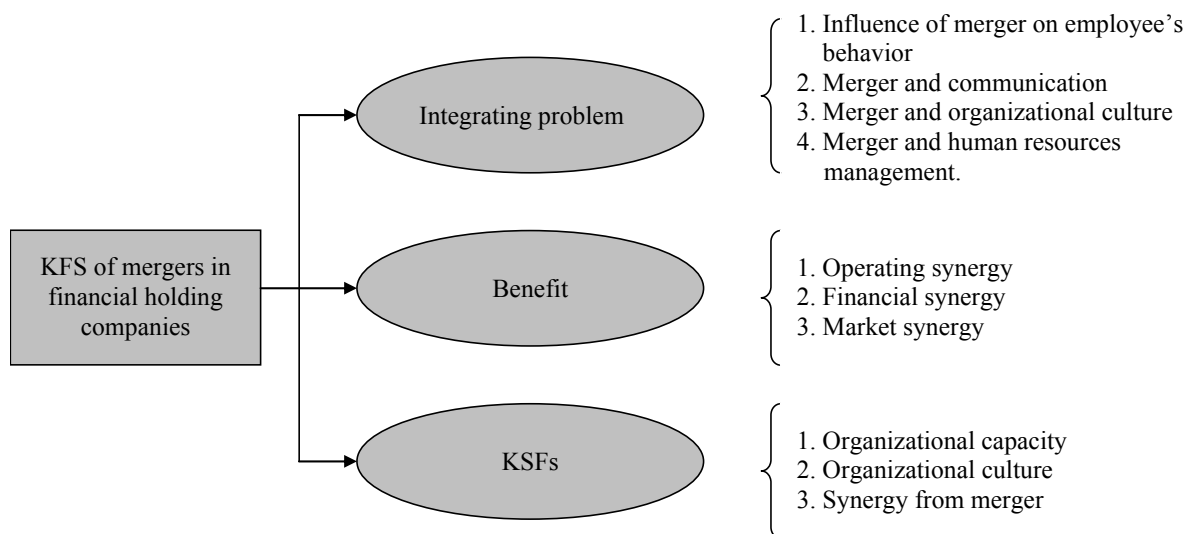 KFS of mergers in
financial holding
companies
Integrating problem
1. Influence of merger on employee’s
behavior
2. Merger and communication
3. Merger and organizational culture
4. Merger and human resources
management.
Benefit
1. Operating synergy
2. Financial synergy
3. Market synergy
KSFs
1. Organizational capacity
2. Organizational culture
3. Synergy from merger